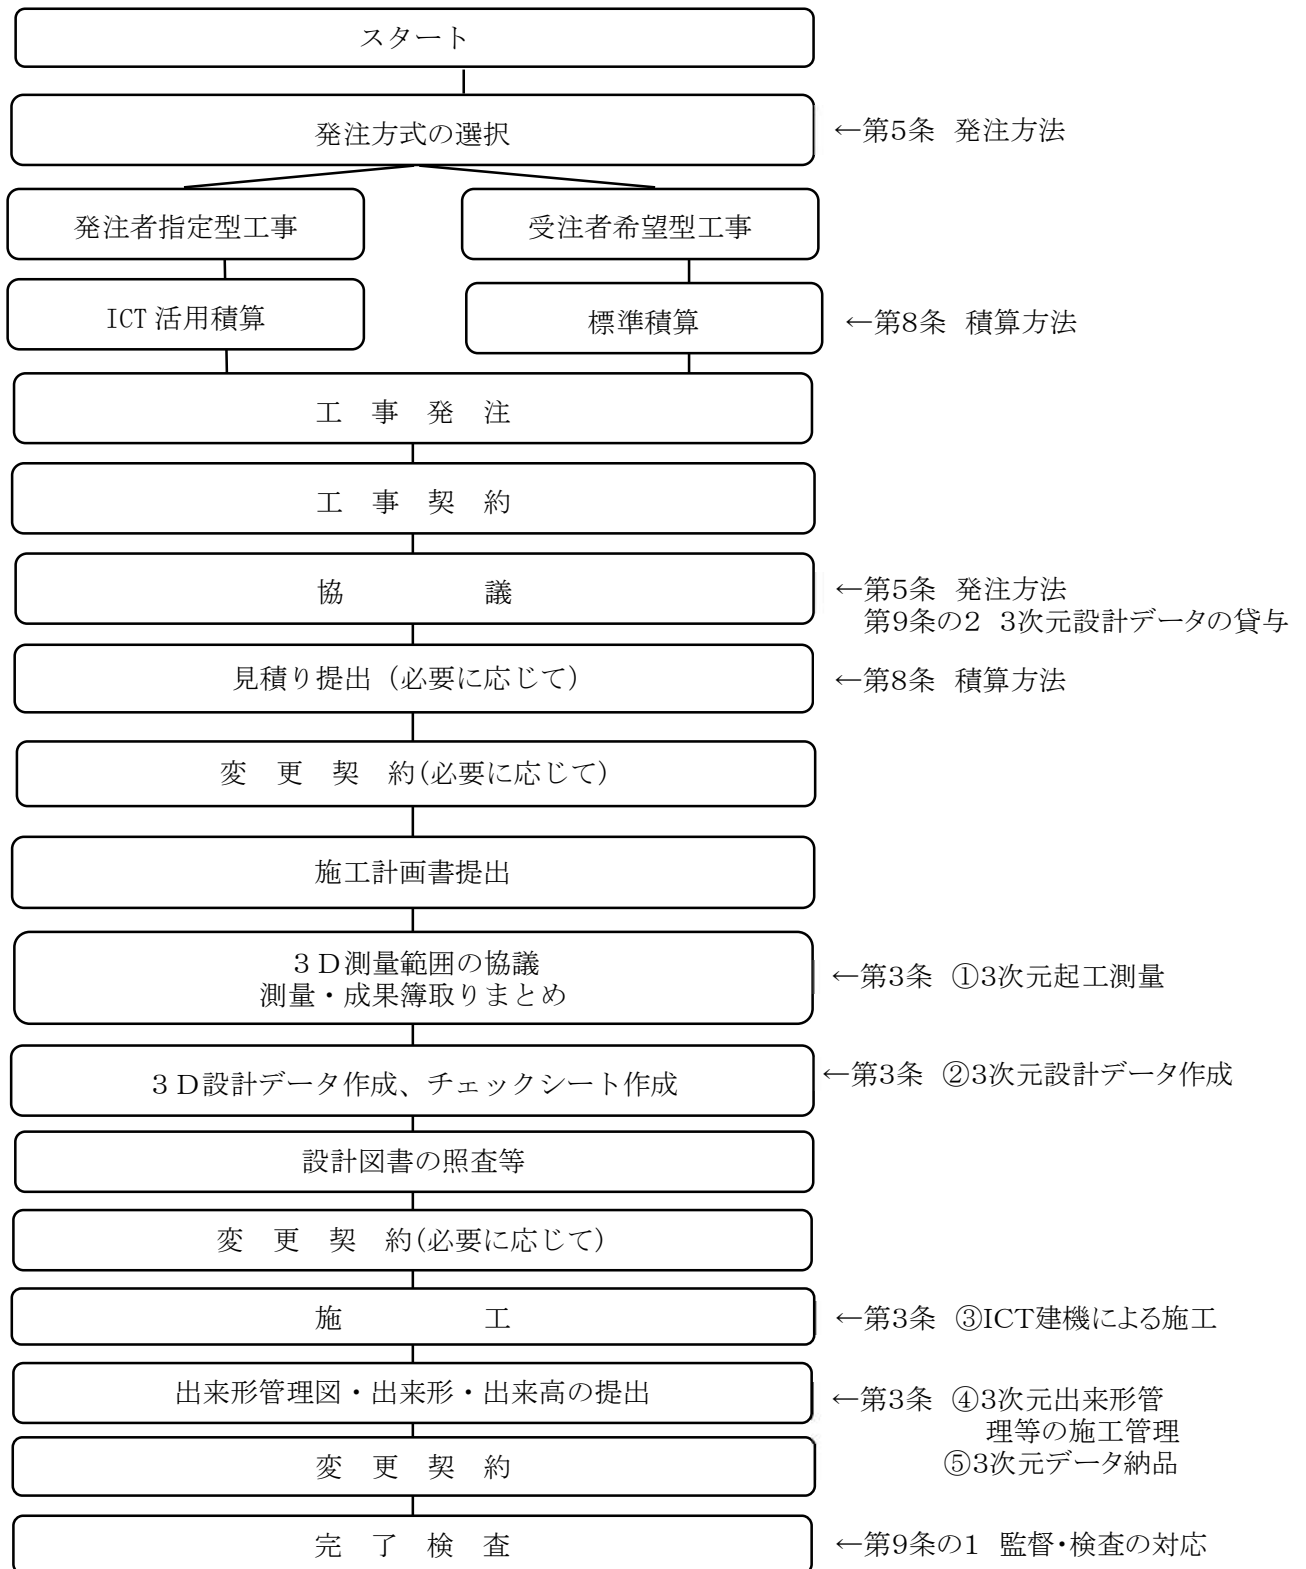 スタート
発注方式の選択
←第5条 発注方法
発注者指定型工事
受注者希望型工事
ICT 活用積算
標準積算
←第8条 積算方法
工 事 発 注
工 事 契 約
協 議
←第5条 発注方法
第9条の2 3次元設計データの貸与
見積り提出（必要に応じて）
←第8条 積算方法
変 更 契 約(必要に応じて)
施工計画書提出
３Ｄ測量範囲の協議
測量・成果簿取りまとめ
←第3条 ①3次元起工測量
３Ｄ設計データ作成、チェックシート作成
←第3条 ②3次元設計データ作成
設計図書の照査等
変 更 契 約(必要に応じて)
施 工
←第3条 ③ICT建機による施工
出来形管理図・出来形・出来高の提出
←第3条 ④3次元出来形管
理等の施工管理
変 更 契 約
⑤3次元データ納品
完 了 検 査
←第9条の1 監督・検査の対応